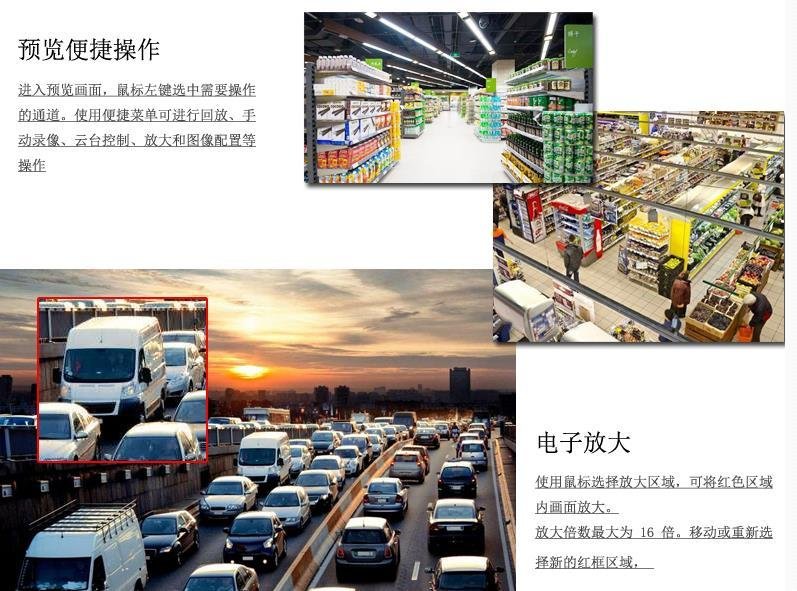 预览便捷操作
进入预览画面，鼠标左键选中需要操作
的通道。使用便捷菜单可进行回放、手
动录像、云台控制、放大和图像配置等
操作
电子放大
使用鼠标选择放大区域，可将红色区域
内画面放大。
放大倍数最大为 16 倍。移动或重新选
择新的红框区域，